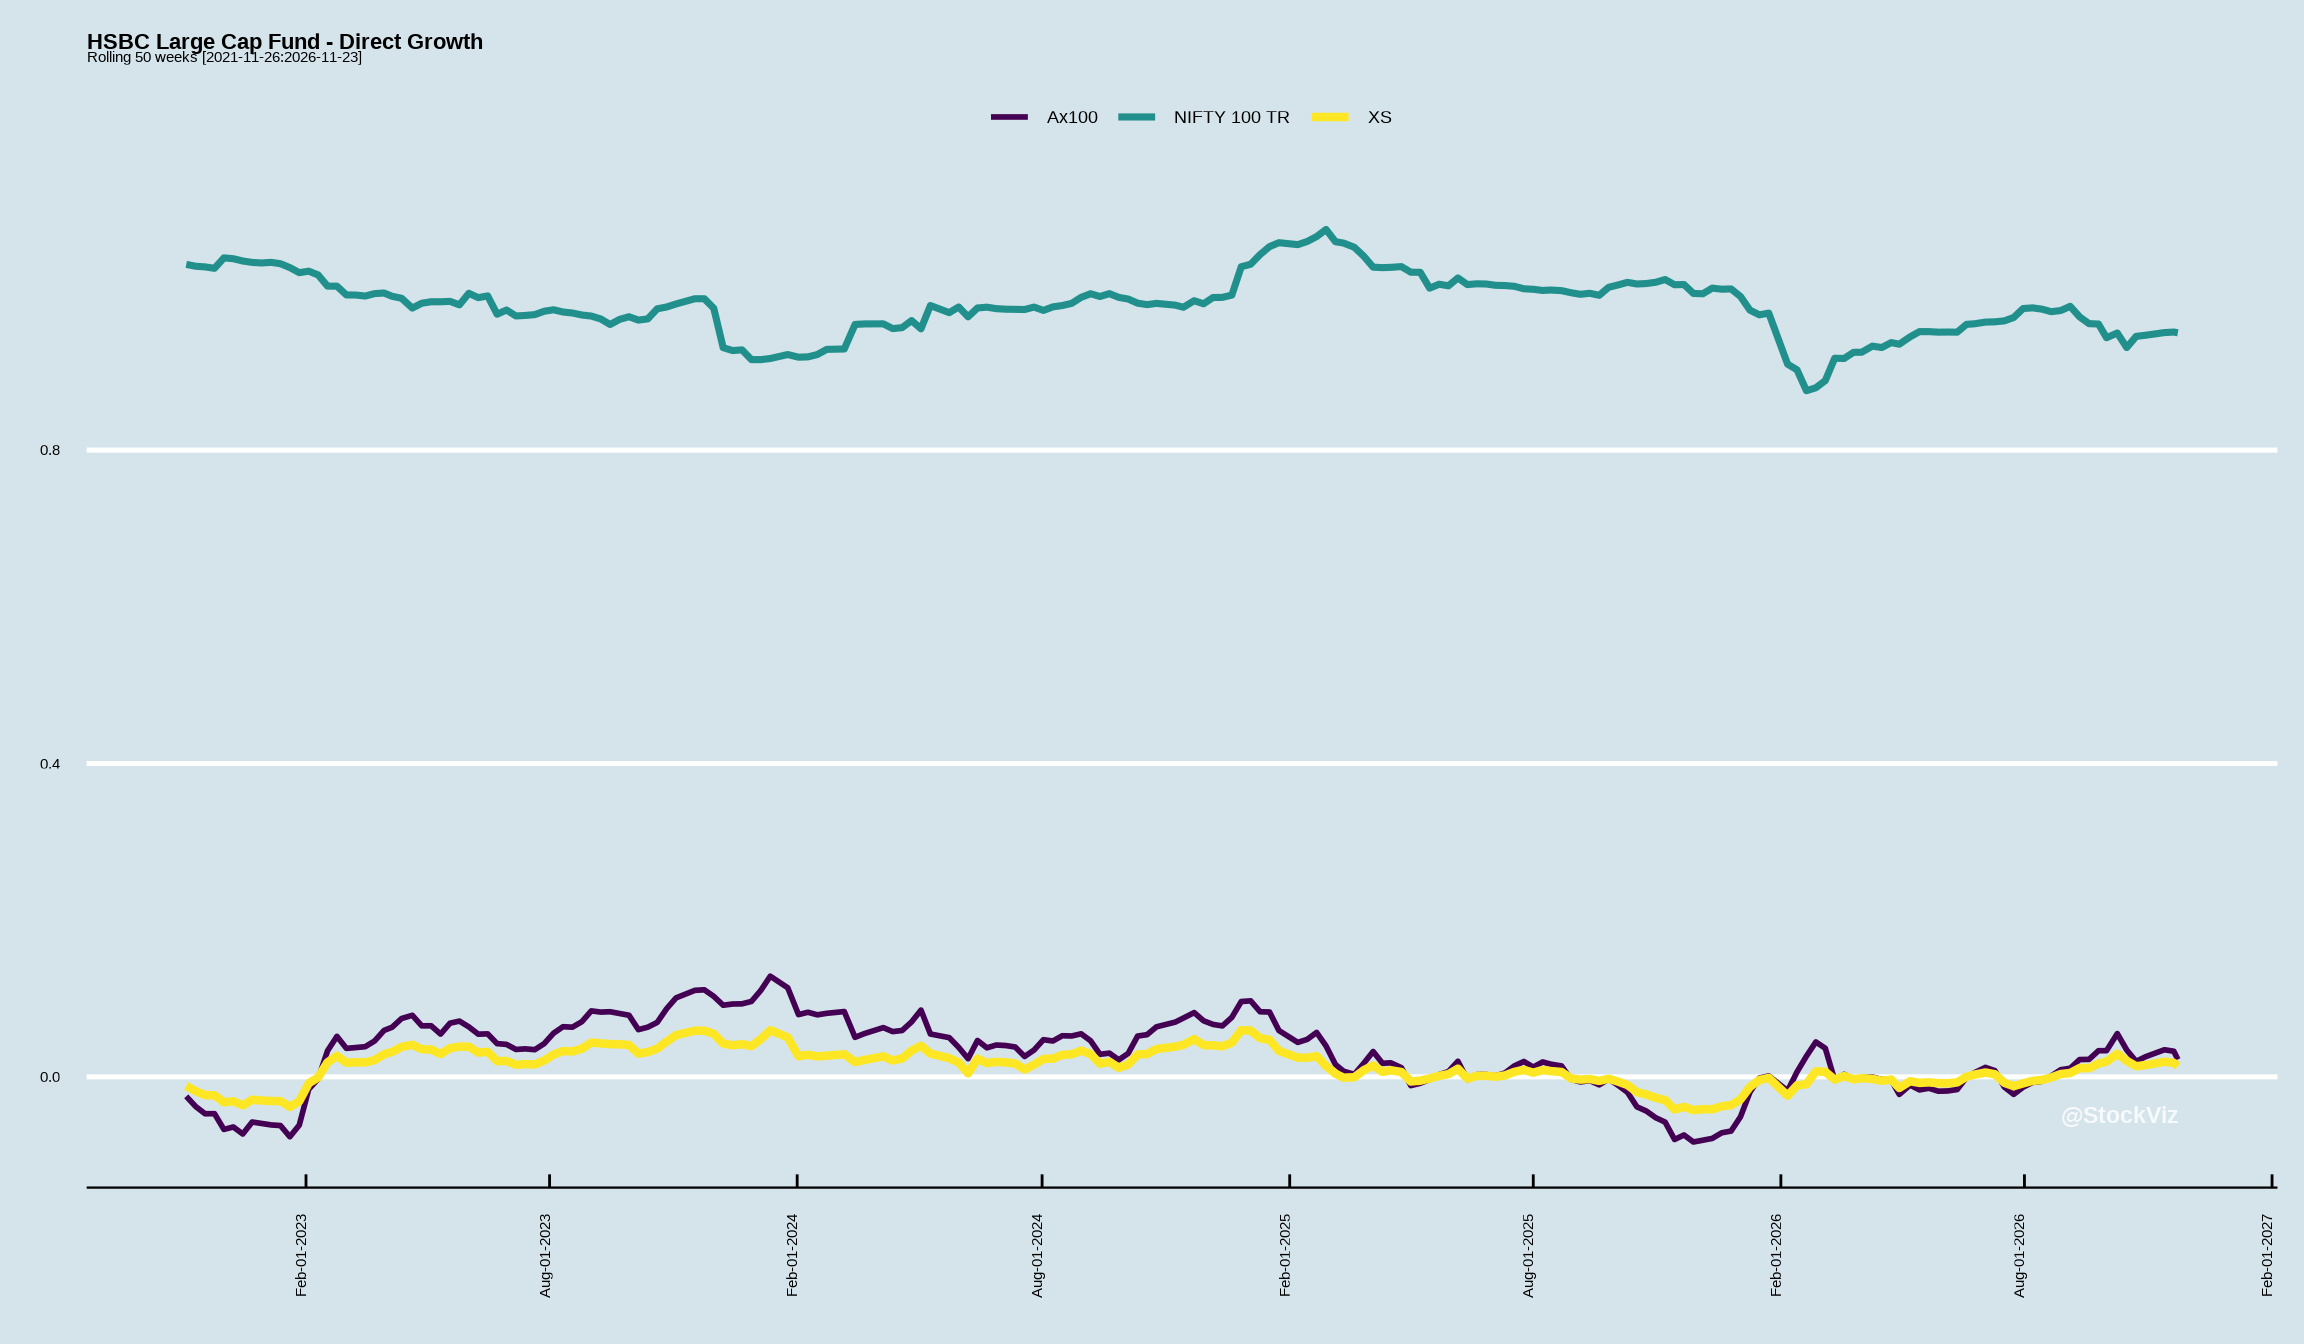 HSBC Large Cap Fund - Direct Growth
Rolling 50 weeks [2021-11-26:2026-11-23]
Ax100 NIFTY 100 TR XS
0.8
0.4
0.0
@StockViz
Feb-01-2023 Aug-01-2023 Feb-01-2024 Aug-01-2024 Feb-01-2025 Aug-01-2025 Feb-01-2026 Aug-01-2026 Feb-01-2027